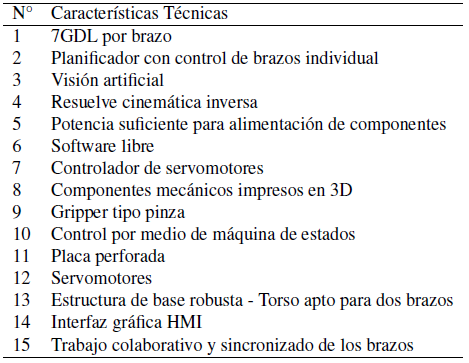 N° Características Técnicas
1 7GDL por brazo
2 Planificador con control de brazos individual
3 Visión artificial
4 Resuelve cinemática inversa
5 Potencia suficiente para alimentación de componentes
6 Software libre
7 Controlador de servomotores
8 Componentes mecánicos impresos en 3D
9 Gripper tipo pinza
10 Control por medio de máquina de estados
11 Placa perforada
12 Servomotores
13 Estructura de base robusta - Torso apto para dos brazos
14 Interfaz gráfica HMI
15 Trabajo colaborativo y sincronizado de los brazos